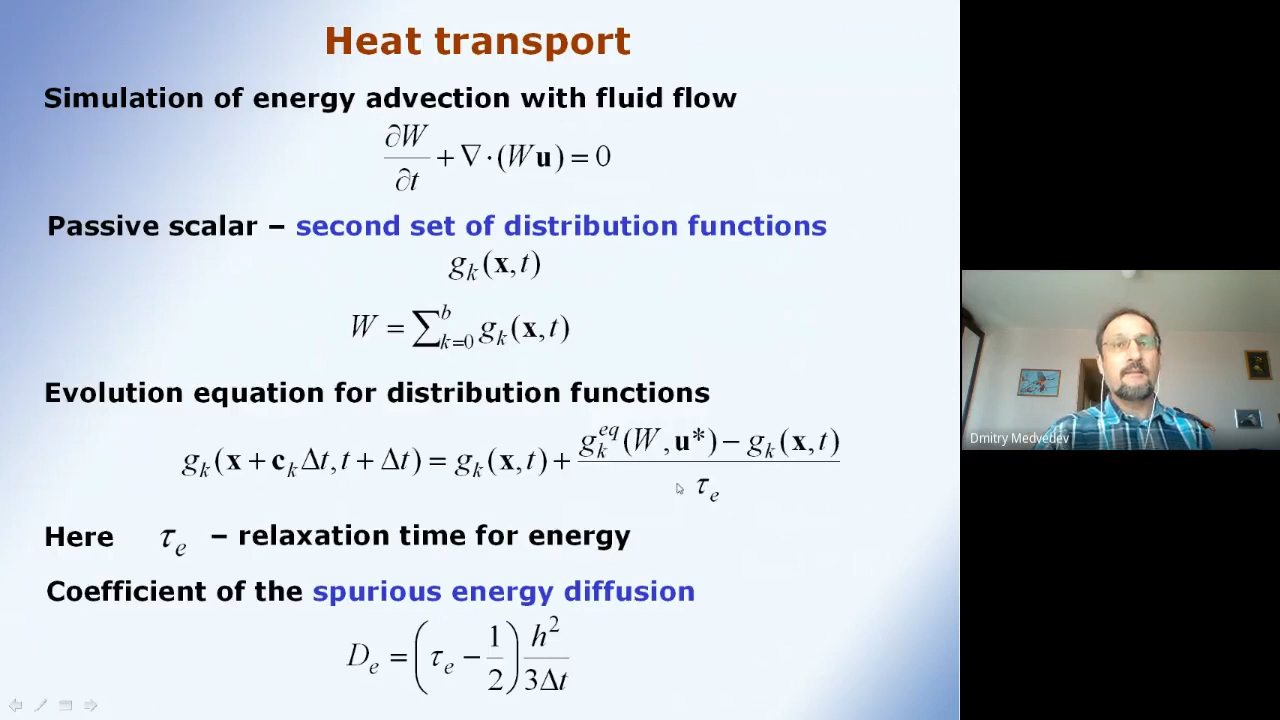 Heat transport
Simulation of energy advection with fluid flow
∂W/∂t + ∇·(Wu) = 0
Passive scalar – second set of distribution functions
g_k(x,t)
W = ∑_{k=0}^{b} g_k(x,t)
Evolution equation for distribution functions
g_k(x + c_kΔt, t + Δt) = g_k(x,t) + (g_k^{eq}(W,u*) − g_k(x,t))/τ_e
Here τ_e – relaxation time for energy
Coefficient of the spurious energy diffusion
D_e = (τ_e − 1/2) h²/3Δt
Dmitry Medvedev